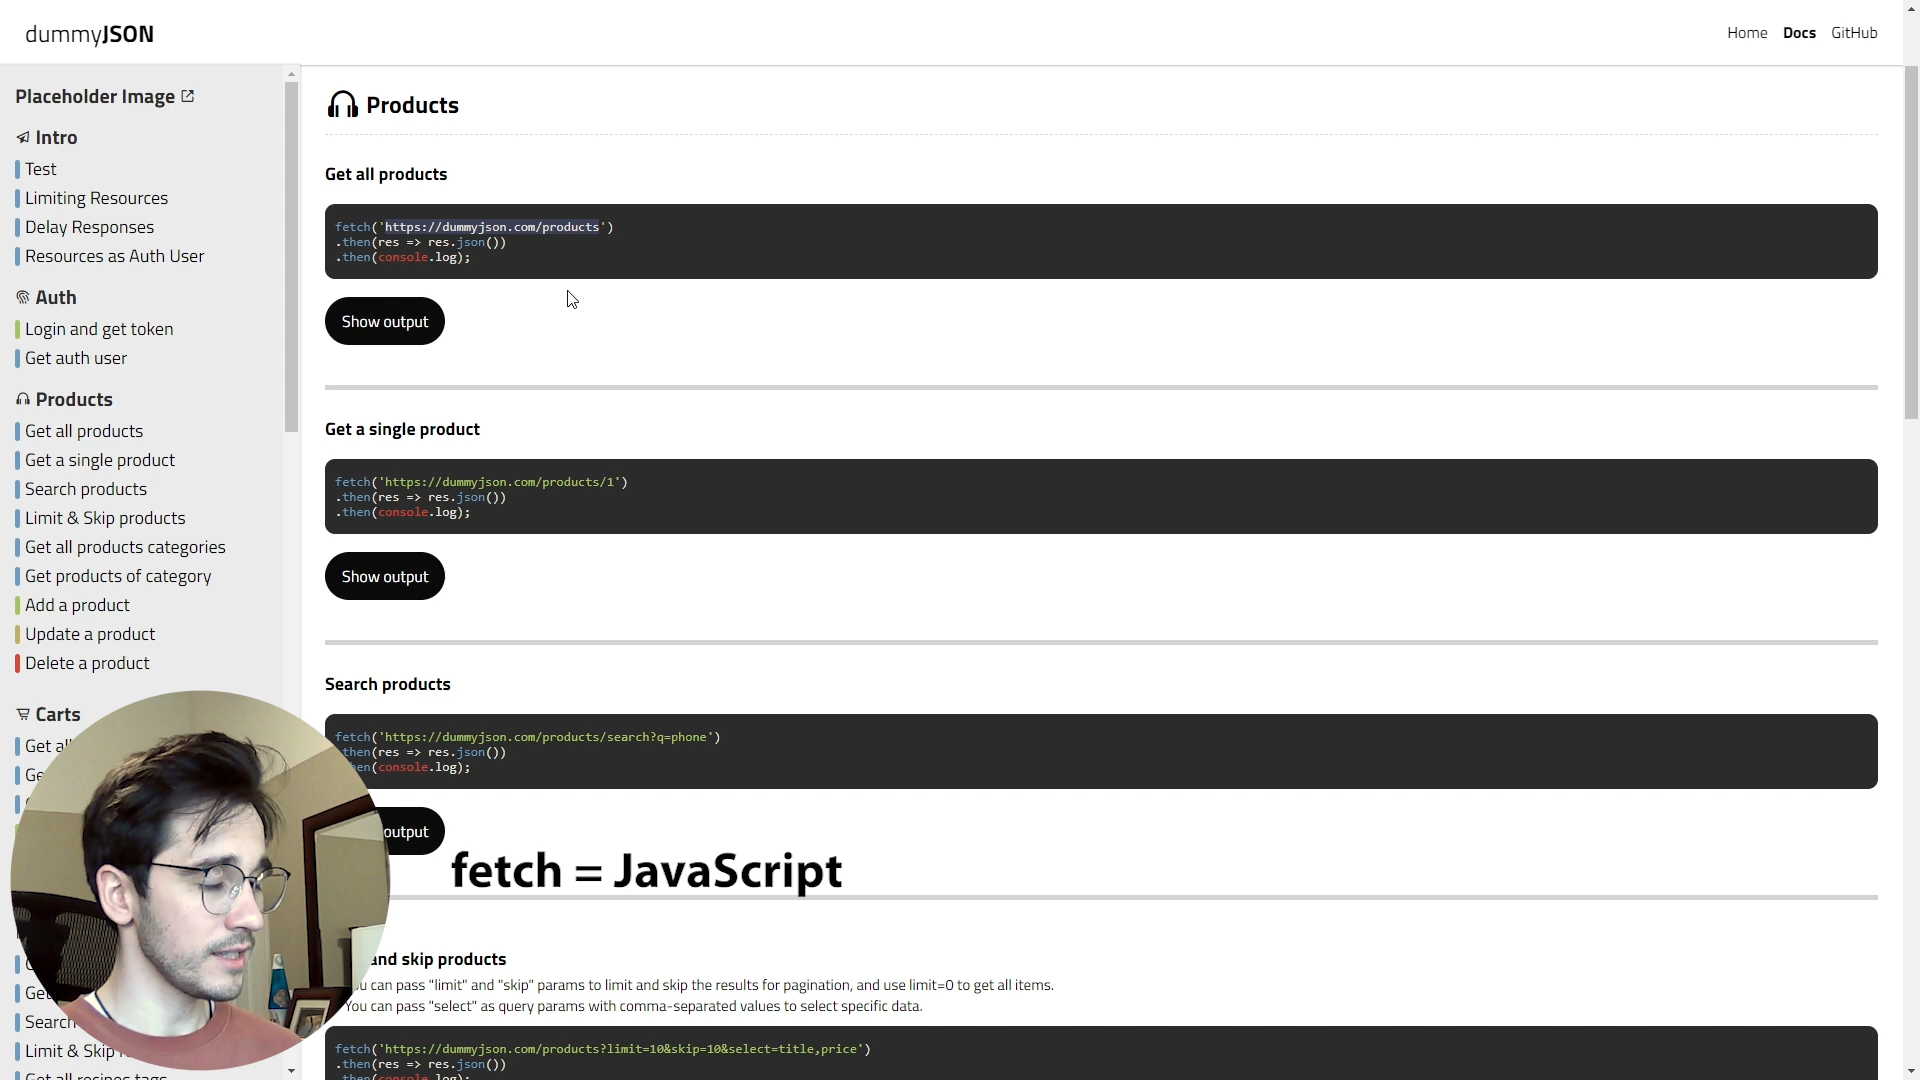 dummyJSON
Home Docs GitHub
Placeholder Image
Intro
Test
Limiting Resources
Delay Responses
Resources as Auth User
Auth
Login and get token
Get auth user
Products
Get all products
Get a single product
Search products
Limit & Skip products
Get all products categories
Get products of category
Add a product
Update a product
Delete a product
Carts
Get
Search
Limit & Skip
Get all recipes tags
Products
Get all products
fetch('https://dummyjson.com/products')
.then(res => res.json())
.then(console.log);
Show output
Get a single product
fetch('https://dummyjson.com/products/1')
.then(res => res.json())
.then(console.log);
Show output
Search products
fetch('https://dummyjson.com/products/search?q=phone')
then(res => res.json())
(console.log);
output
fetch = JavaScript
and skip products
can pass "limit" and "skip" params to limit and skip the results for pagination, and use limit=0 to get all items.
You can pass "select" as query params with comma-separated values to select specific data.
fetch('https://dummyjson.com/products?limit=10&skip=10&select=title,price')
.then(res => res.json())
.then(console.log);